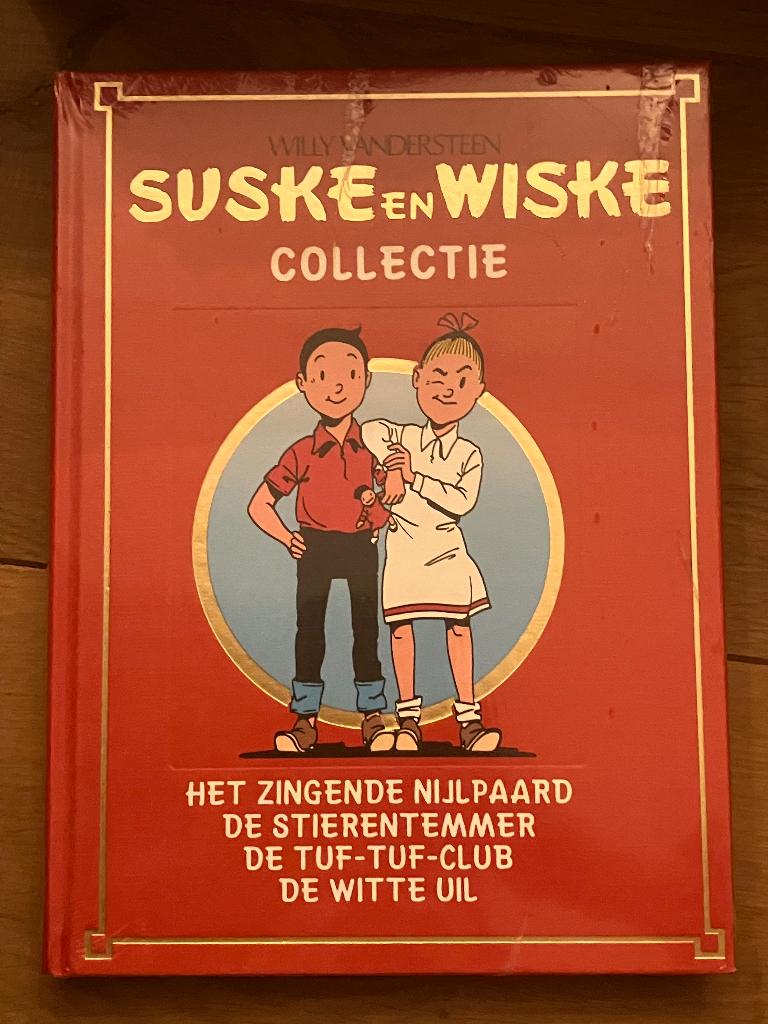 WILLY VANDERSTEEN
SUSKE EN WISKE
COLLECTIE
HET ZINGENDE NIJLPAARD
DE STIERENTEMMER
DE TUF-TUF-CLUB
DE WITTE UIL